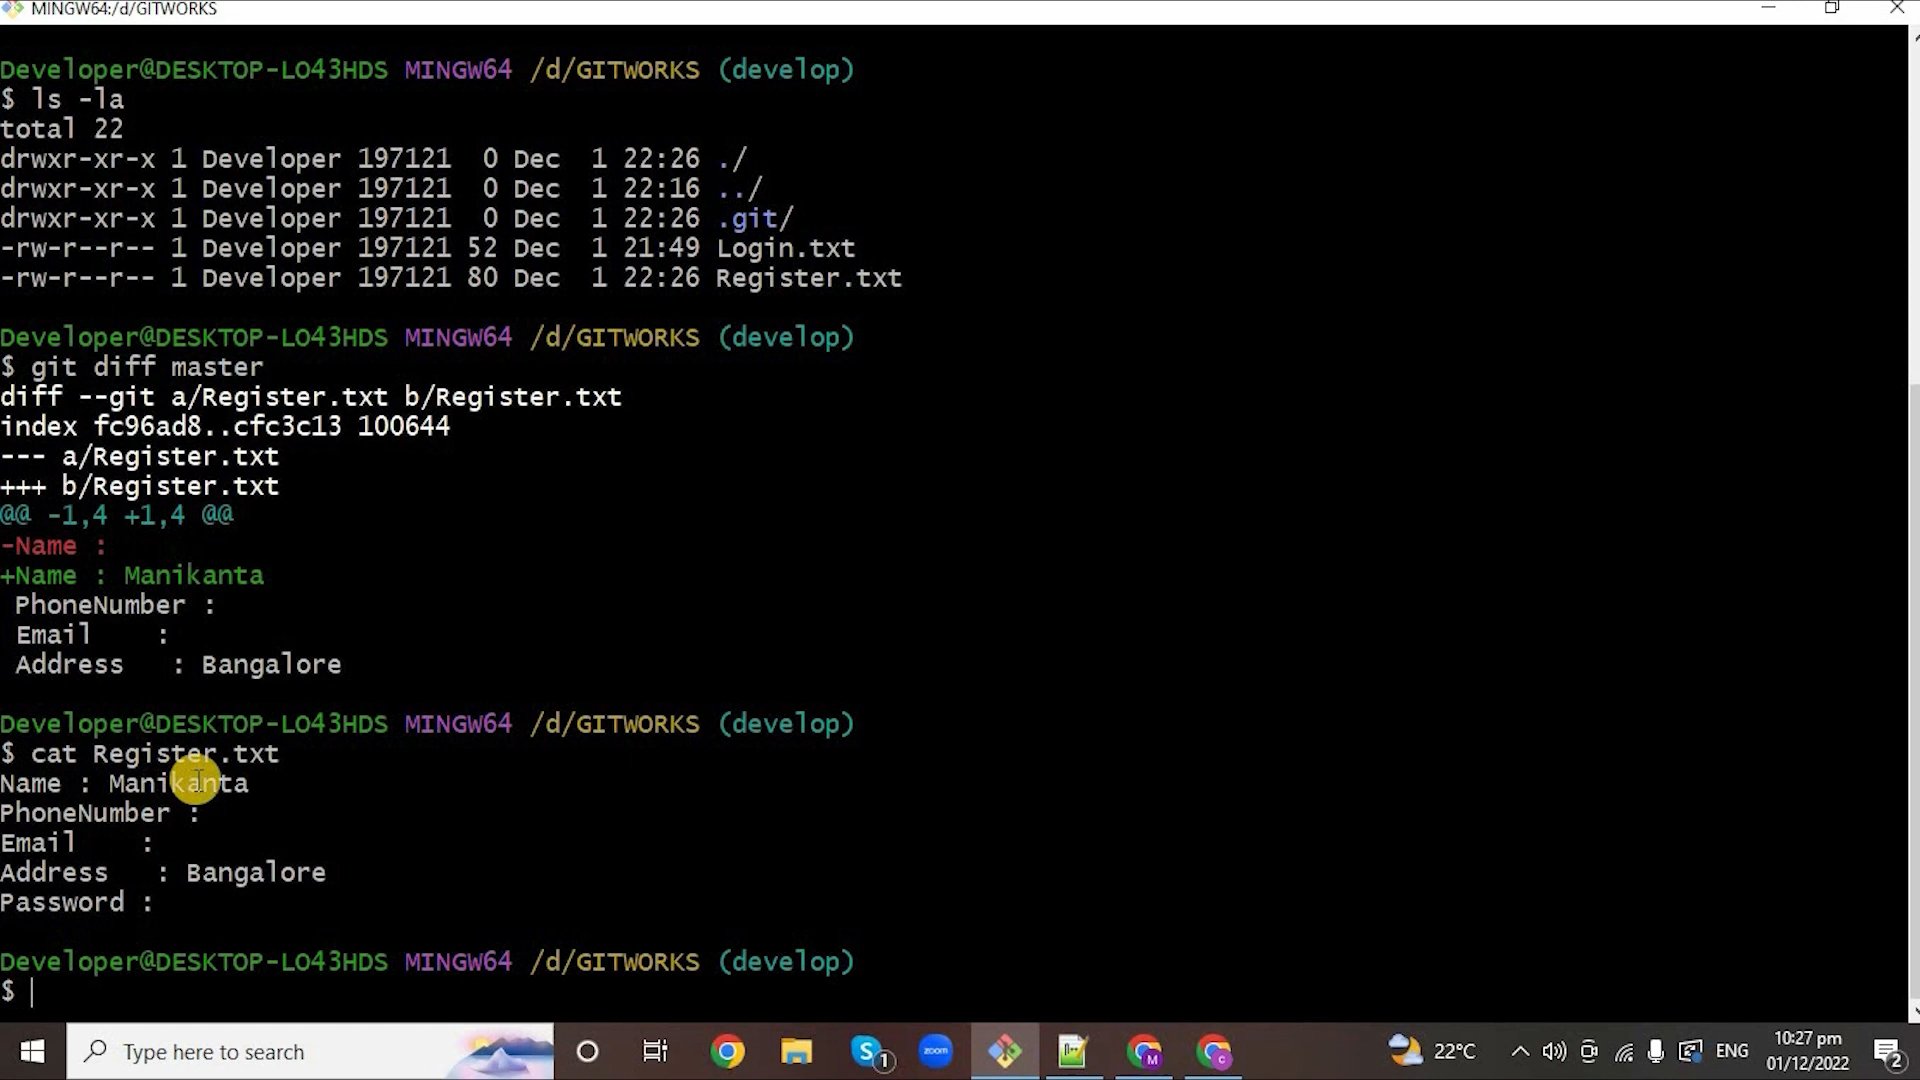 MINGW64:/d/GITWORKS
Developer@DESKTOP-LO43HDS MINGW64 /d/GITWORKS (develop)
$ ls -la
total 22
drwxr-xr-x 1 Developer 197121  0 Dec  1 22:26 ./
drwxr-xr-x 1 Developer 197121  0 Dec  1 22:16 ../
drwxr-xr-x 1 Developer 197121  0 Dec  1 22:26 .git/
-rw-r--r-- 1 Developer 197121 52 Dec  1 21:49 Login.txt
-rw-r--r-- 1 Developer 197121 80 Dec  1 22:26 Register.txt
Developer@DESKTOP-LO43HDS MINGW64 /d/GITWORKS (develop)
$ git diff master
diff --git a/Register.txt b/Register.txt
index fc96ad8..cfc3c13 100644
--- a/Register.txt
+++ b/Register.txt
@@ -1,4 +1,4 @@
-Name :
+Name : Manikanta
 PhoneNumber :
 Email    :
 Address   : Bangalore
Developer@DESKTOP-LO43HDS MINGW64 /d/GITWORKS (develop)
$ cat Register.txt
Name : Manikanta
PhoneNumber :
Email    :
Address   : Bangalore
Password :
Developer@DESKTOP-LO43HDS MINGW64 /d/GITWORKS (develop)
$
Type here to search
S 1
zoom
M
C
22°C
ENG
10:27 pm
01/12/2022
2